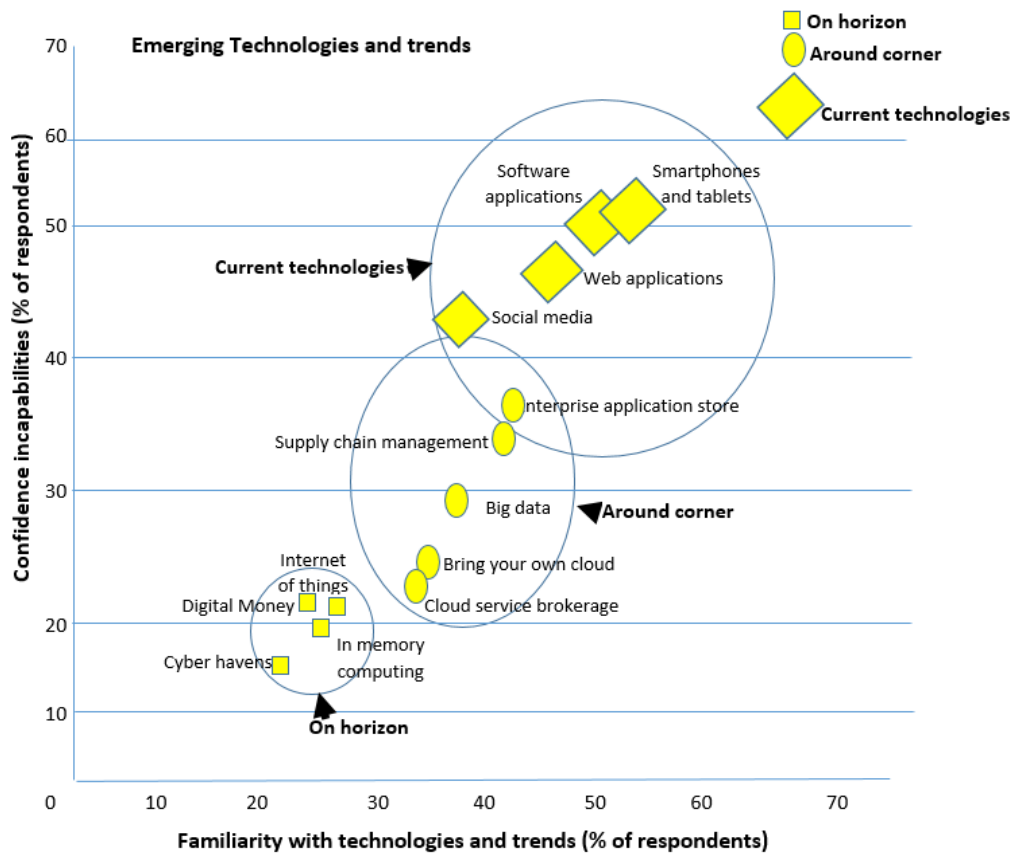 Emerging Technologies and trends
On horizon
Around corner
Current technologies
70
60
50
40
30
20
10
Confidence incapabilities (% of respondents)
Software
applications
Smartphones
and tablets
Current technologies
Web applications
Social media
nterprise application store
Supply chain management
Big data
Around corner
Internet
of things
Bring your own cloud
Digital Money
Cloud service brokerage
In memory
computing
Cyber havens
On horizon
0 10 20 30 40 50 60 70
Familiarity with technologies and trends (% of respondents)